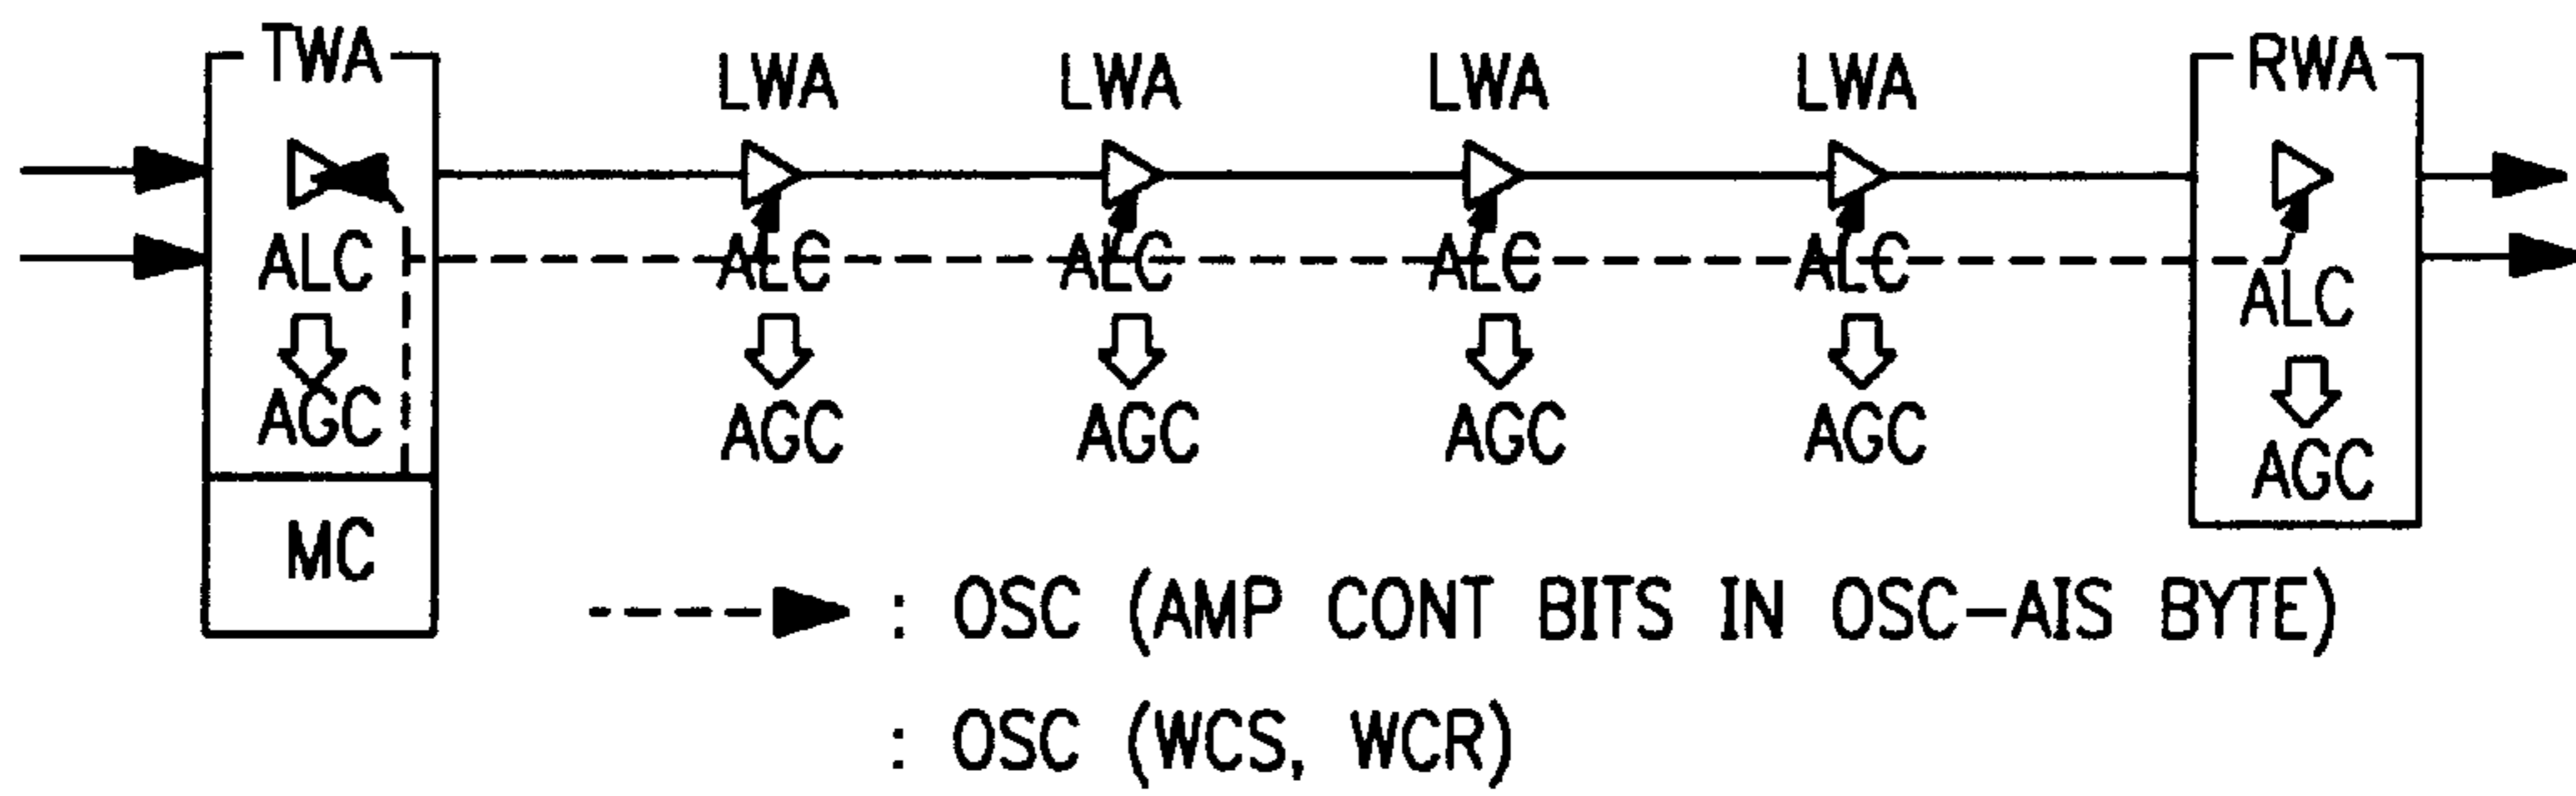 TWA LWA LWA LWA LWA RWA
ALC ALC ALC ALC ALC ALC
AGC AGC AGC AGC AGC AGC
MC
: OSC (AMP CONT BITS IN OSC-AIS BYTE)
: OSC (WCS, WCR)